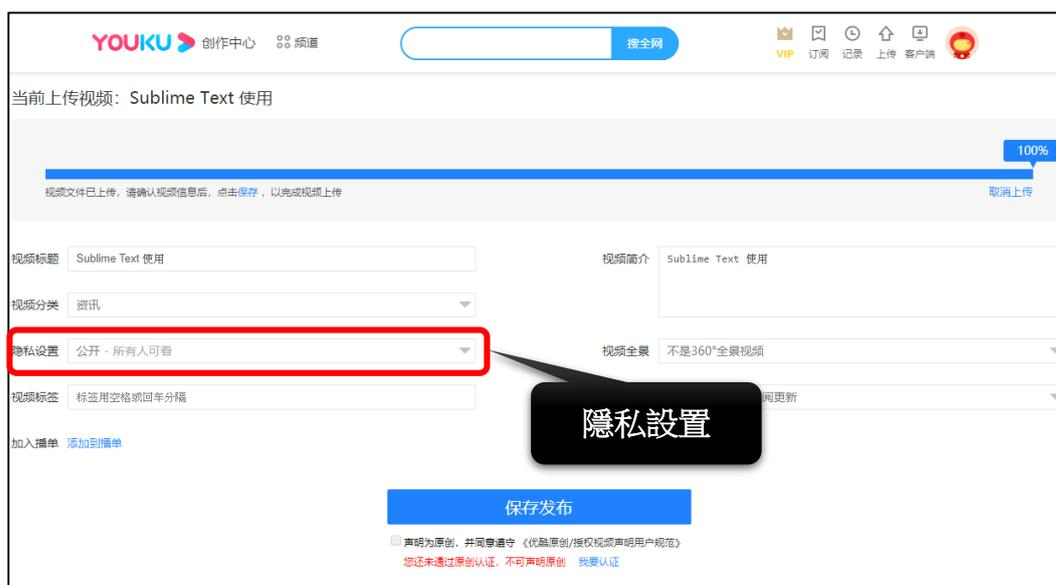 YOUKU 创作中心 频道 搜全网
VIP 订阅 记录 上传 客户端
当前上传视频：Sublime Text 使用
100%
视频文件已上传，请确认视频信息后，点击保存，以完成视频上传 取消上传
视频标题 Sublime Text 使用 视频简介 Sublime Text 使用
视频分类 资讯
隐私设置 公开 - 所有人可看 视频全景 不是360°全景视频
视频标签 标签用空格或回车分隔 阅更新
隱私設置
加入播单 添加到播单
保存发布
声明为原创，并同意遵守《优酷原创/授权视频声明用户规范》
您还未通过原创认证，不可声明原创 我要认证